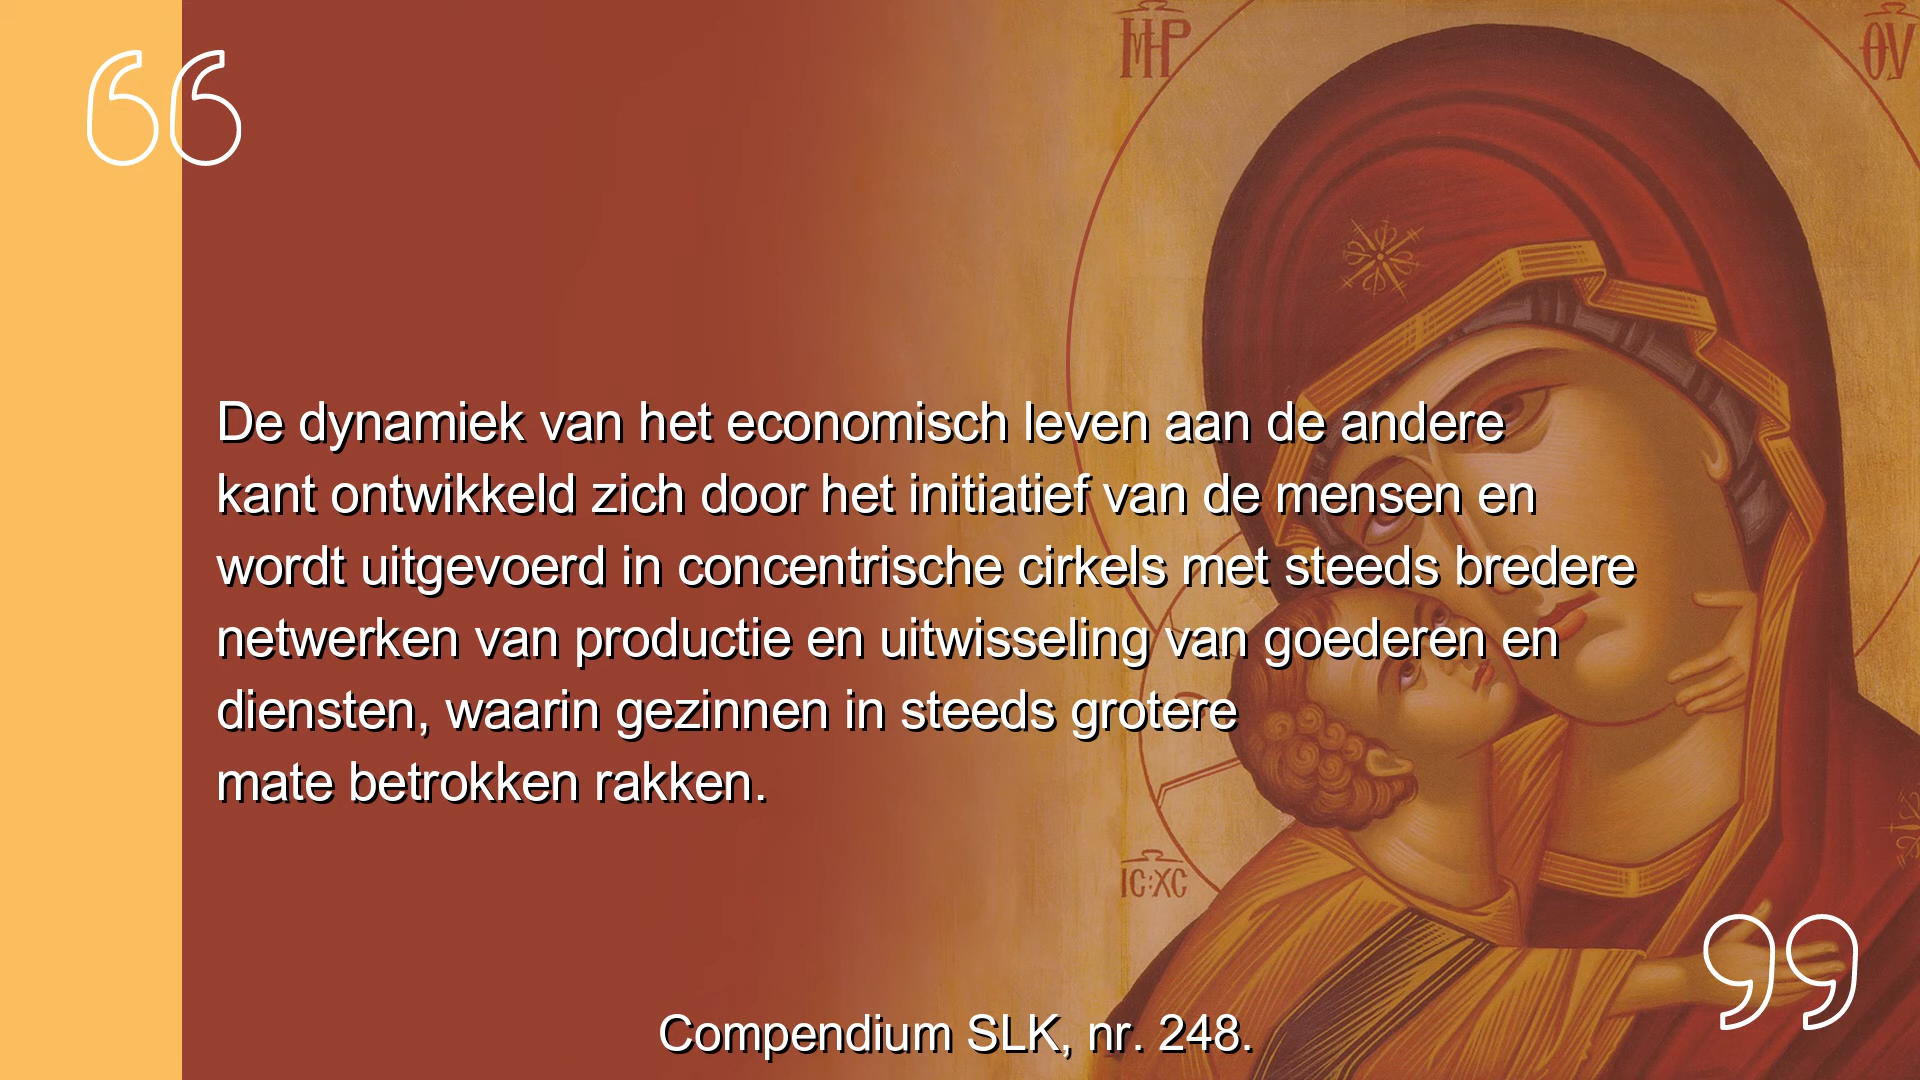 ΜΗΡ ΘΥ
De dynamiek van het economisch leven aan de andere
kant ontwikkeld zich door het initiatief van de mensen en
wordt uitgevoerd in concentrische cirkels met steeds bredere
netwerken van productie en uitwisseling van goederen en
diensten, waarin gezinnen in steeds grotere
mate betrokken rakken.
IC:XC
Compendium SLK, nr. 248.